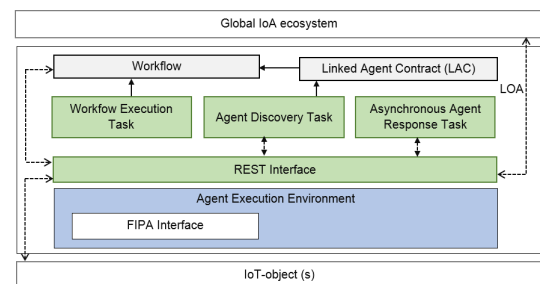 Global IoA ecosystem
Workflow
Linked Agent Contract (LAC)
LOA
Workfow Execution
Task
Agent Discovery Task
Asynchronous Agent
Response Task
REST Interface
Agent Execution Environment
FIPA Interface
IoT-object (s)